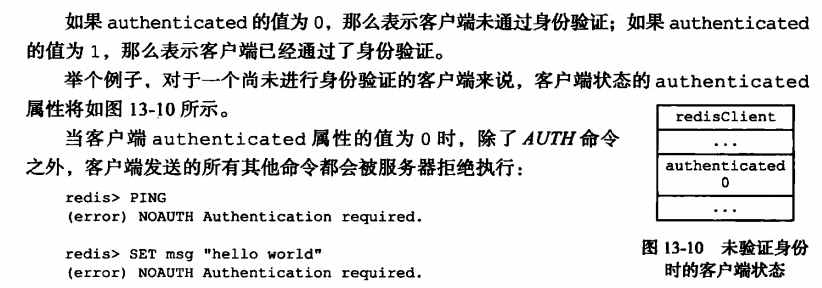 如果 authenticated 的值为 0，那么表示客户端未通过身份验证；如果 authenticated
的值为 1，那么表示客户端已经通过了身份验证。
举个例子，对于一个尚未进行身份验证的客户端来说，客户端状态的 authenticated
属性将如图 13-10 所示。
当客户端 authenticated 属性的值为 0 时，除了 AUTH 命令
之外，客户端发送的所有其他命令都会被服务器拒绝执行：
redis> PING
(error) NOAUTH Authentication required.
redis> SET msg "hello world"
(error) NOAUTH Authentication required.
redisClient
...
authenticated
0
...
图 13-10 未验证身份
时的客户端状态